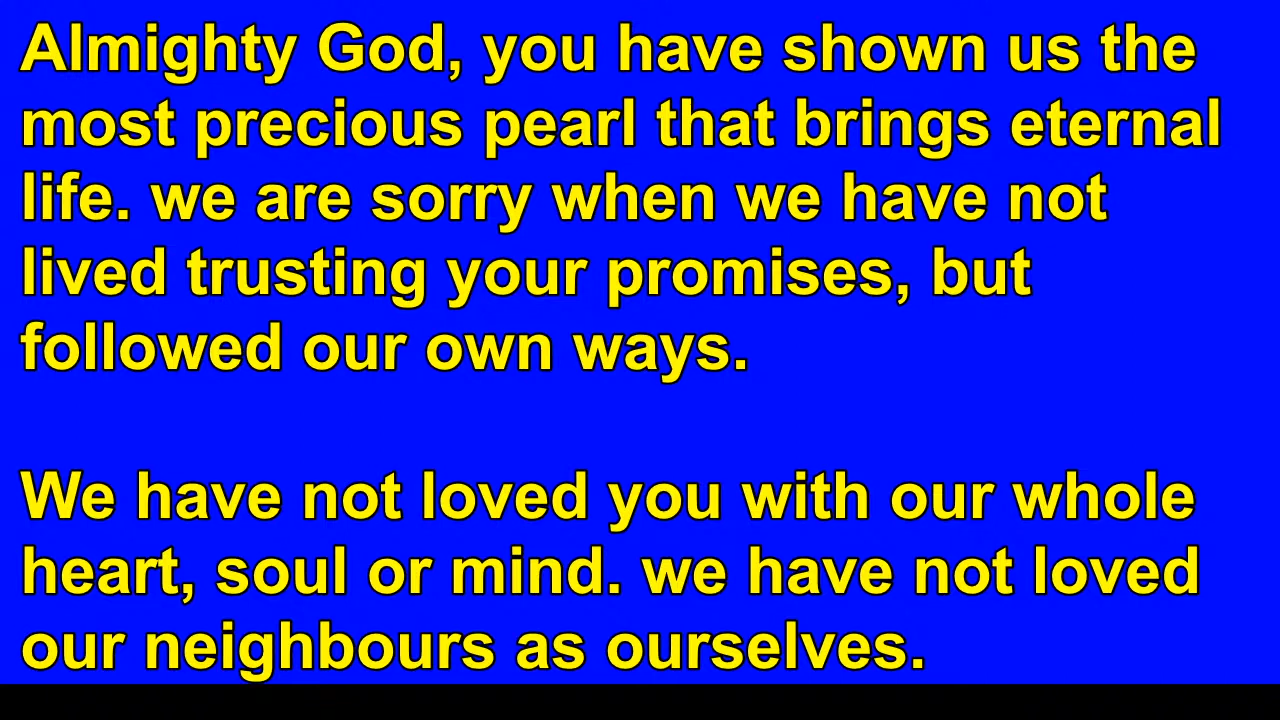 Almighty God, you have shown us the
most precious pearl that brings eternal
life. we are sorry when we have not
lived trusting your promises, but
followed our own ways.
We have not loved you with our whole
heart, soul or mind. we have not loved
our neighbours as ourselves.